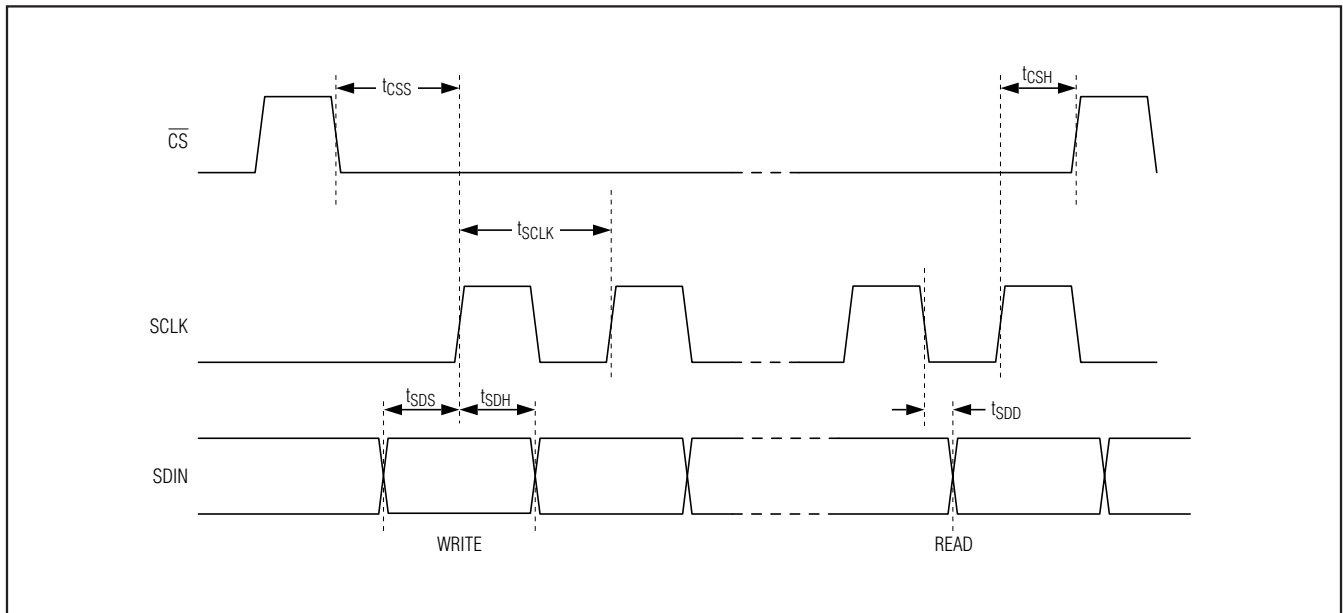 tCSS
tCSH
CS
tSCLK
SCLK
tSDS
tSDH
tSDD
SDIN
WRITE
READ